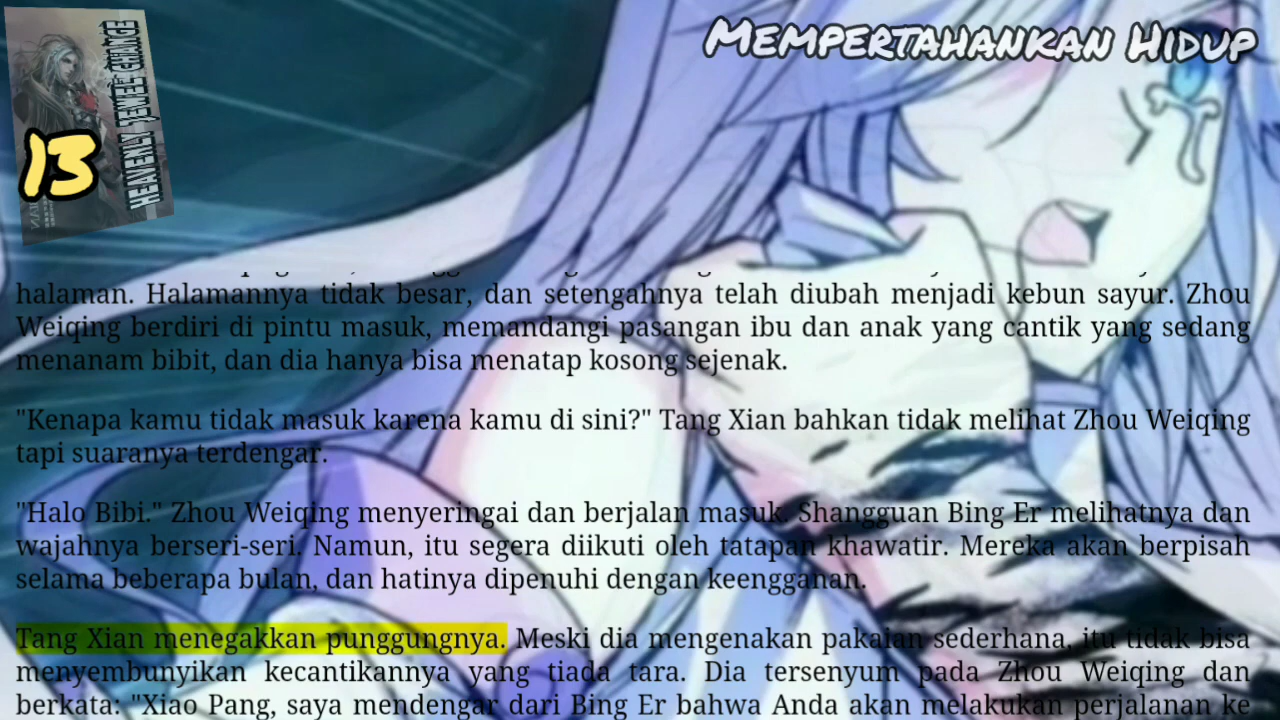 Mempertahankan Hidup
HEAVENLY JEWEL CHANGE
13
halaman. Halamannya tidak besar, dan setengahnya telah diubah menjadi kebun sayur. Zhou
Weiqing berdiri di pintu masuk, memandangi pasangan ibu dan anak yang cantik yang sedang
menanam bibit, dan dia hanya bisa menatap kosong sejenak.
"Kenapa kamu tidak masuk karena kamu di sini?" Tang Xian bahkan tidak melihat Zhou Weiqing
tapi suaranya terdengar.
"Halo Bibi." Zhou Weiqing menyeringai dan berjalan masuk. Shangguan Bing Er melihatnya dan
wajahnya berseri-seri. Namun, itu segera diikuti oleh tatapan khawatir. Mereka akan berpisah
selama beberapa bulan, dan hatinya dipenuhi dengan keengganan.
Tang Xian menegakkan punggungnya. Meski dia mengenakan pakaian sederhana, itu tidak bisa
menyembunyikan kecantikannya yang tiada tara. Dia tersenyum pada Zhou Weiqing dan
berkata: "Xiao Pang, saya mendengar dari Bing Er bahwa Anda akan melakukan perjalanan ke